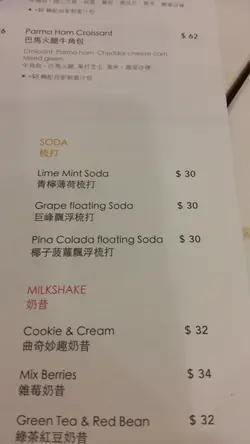 Parma Ham Croissant $ 62
巴馬火腿牛角包
Croissant Parma ham Cheddar cheese corn
Mixed green
SODA
梳打
Lime Mint Soda $ 30
青檸薄荷梳打
Grape floating Soda $ 30
巨峰飄浮梳打
Pina Colada floating Soda $ 30
椰子菠蘿飄浮梳打
MILKSHAKE
奶昔
Cookie & Cream $ 32
曲奇妙趣奶昔
Mix Berries $ 34
雜莓奶昔
Green Tea & Red Bean $ 32
綠茶紅豆奶昔